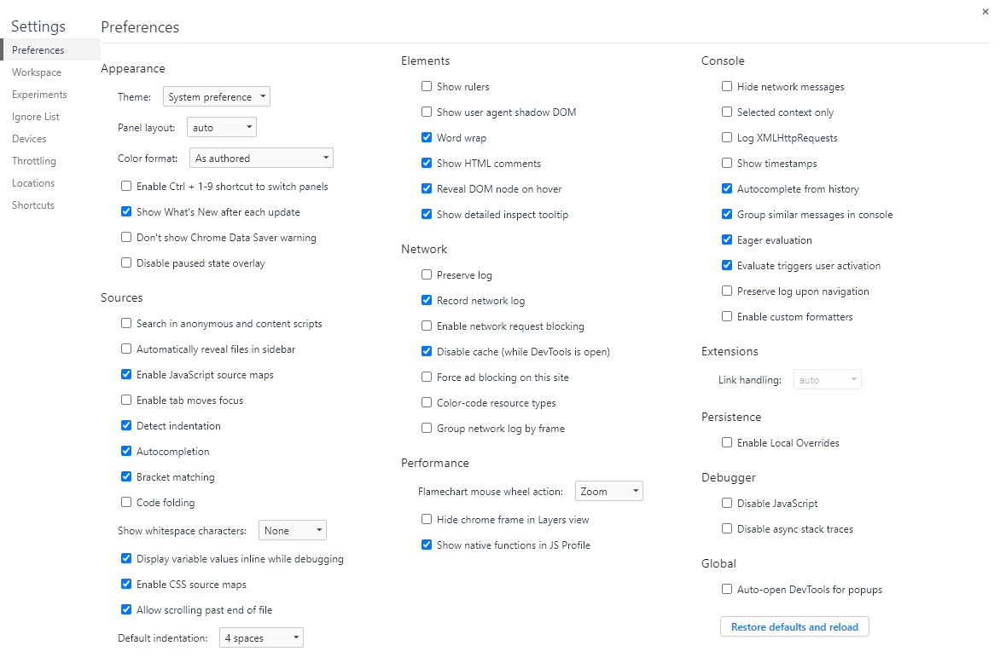 Settings
Preferences
Workspace
Experiments
Ignore List
Devices
Throttling
Locations
Shortcuts
Preferences
Appearance
Theme: System preference
Panel layout: auto
Color format: As authored
Enable Ctrl + 1-9 shortcut to switch panels
Show What's New after each update
Don't show Chrome Data Saver warning
Disable paused state overlay
Sources
Search in anonymous and content scripts
Automatically reveal files in sidebar
Enable JavaScript source maps
Enable tab moves focus
Detect indentation
Autocompletion
Bracket matching
Code folding
Show whitespace characters: None
Display variable values inline while debugging
Enable CSS source maps
Allow scrolling past end of file
Default indentation: 4 spaces
Elements
Show rulers
Show user agent shadow DOM
Word wrap
Show HTML comments
Reveal DOM node on hover
Show detailed inspect tooltip
Network
Preserve log
Record network log
Enable network request blocking
Disable cache (while DevTools is open)
Force ad blocking on this site
Color-code resource types
Group network log by frame
Performance
Flamechart mouse wheel action: Zoom
Hide chrome frame in Layers view
Show native functions in JS Profile
Console
Hide network messages
Selected context only
Log XMLHttpRequests
Show timestamps
Autocomplete from history
Group similar messages in console
Eager evaluation
Evaluate triggers user activation
Preserve log upon navigation
Enable custom formatters
Extensions
Link handling: auto
Persistence
Enable Local Overrides
Debugger
Disable JavaScript
Disable async stack traces
Global
Auto-open DevTools for popups
Restore defaults and reload